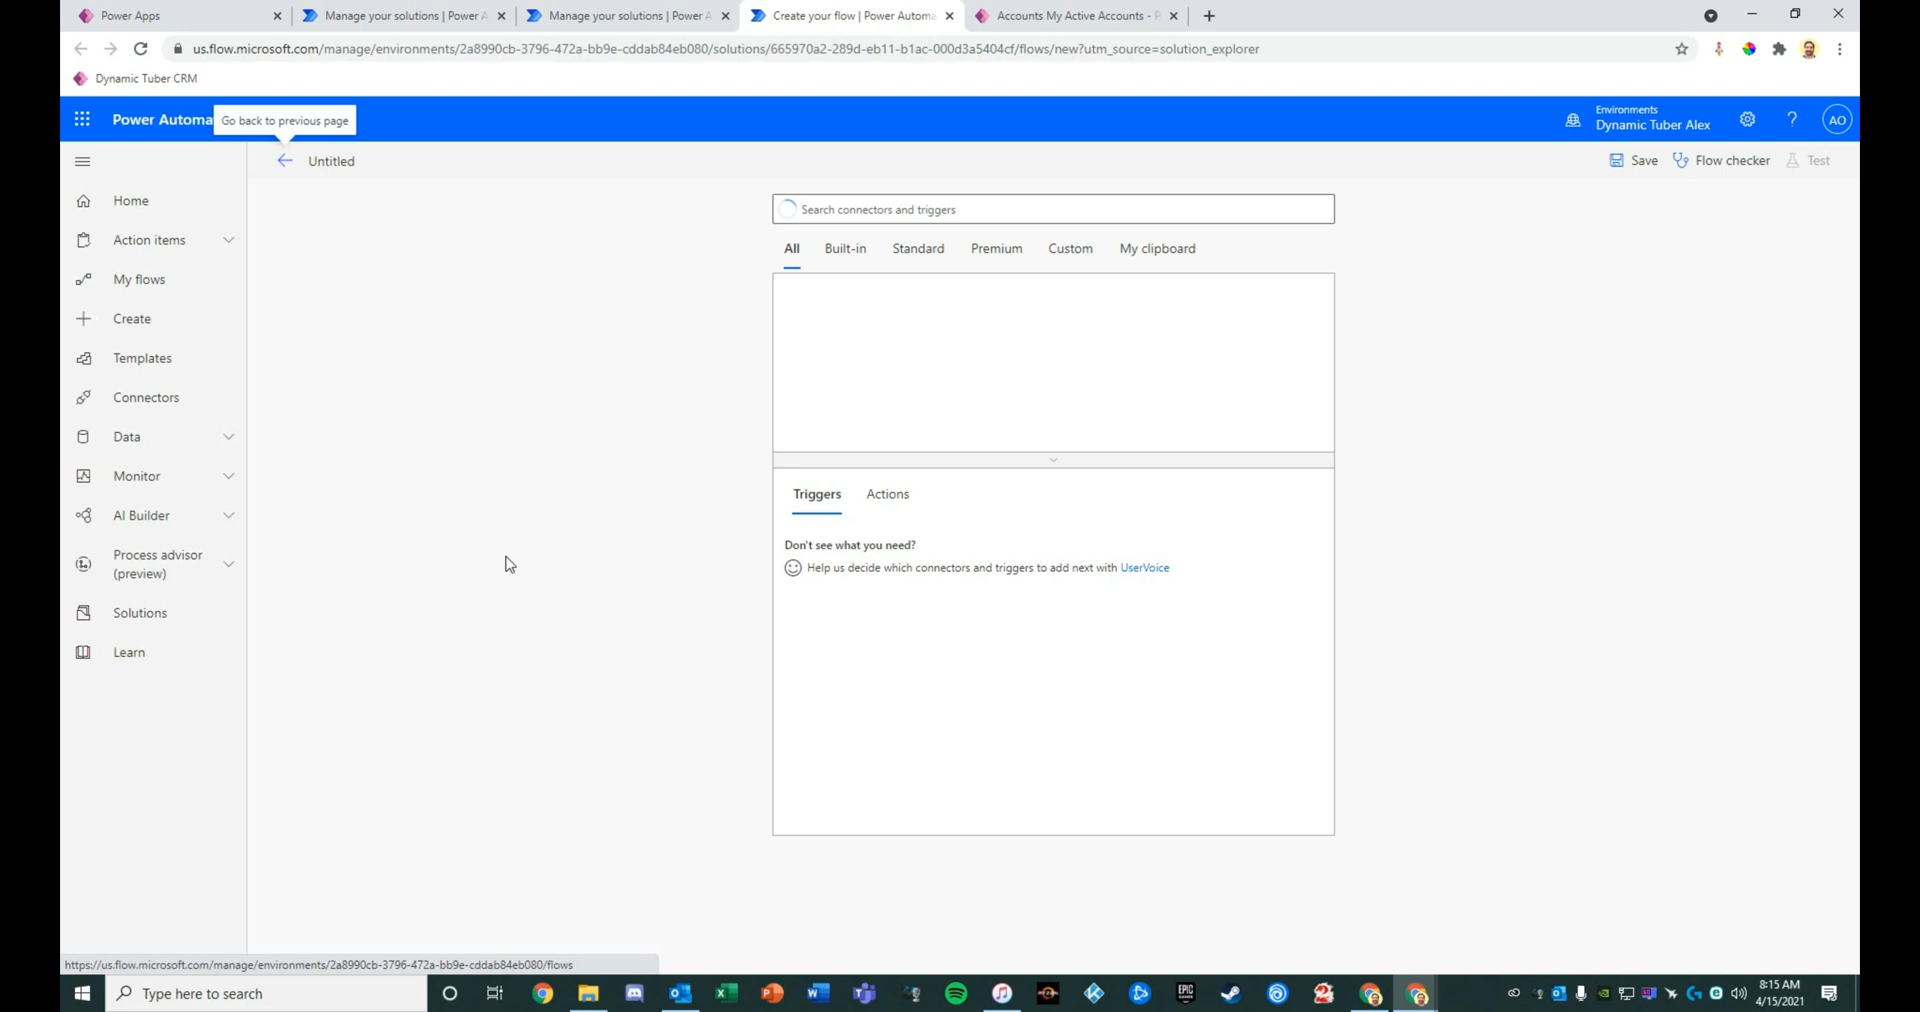 Power Apps
Manage your solutions | Power A
Manage your solutions | Power A
Create your flow | Power Automa
Accounts My Active Accounts - P
us.flow.microsoft.com/manage/environments/2a8990cb-3796-472a-bb9e-cddab84eb080/solutions/665970a2-289d-eb11-b1ac-000d3a5404cf/flows/new?utm_source=solution_explorer
Dynamic Tuber CRM
Power Automa
Go back to previous page
Environments
Dynamic Tuber Alex
?
AO
Untitled
Save
Flow checker
Test
Home
Action items
My flows
Create
Templates
Connectors
Data
Monitor
AI Builder
Process advisor
(preview)
Solutions
Learn
Search connectors and triggers
All
Built-in
Standard
Premium
Custom
My clipboard
Triggers
Actions
Don't see what you need?
Help us decide which connectors and triggers to add next with UserVoice
https://us.flow.microsoft.com/manage/environments/2a8990cb-3796-472a-bb9e-cddab84eb080/flows
Type here to search
EPIC
GAMES
8:15 AM
4/15/2021